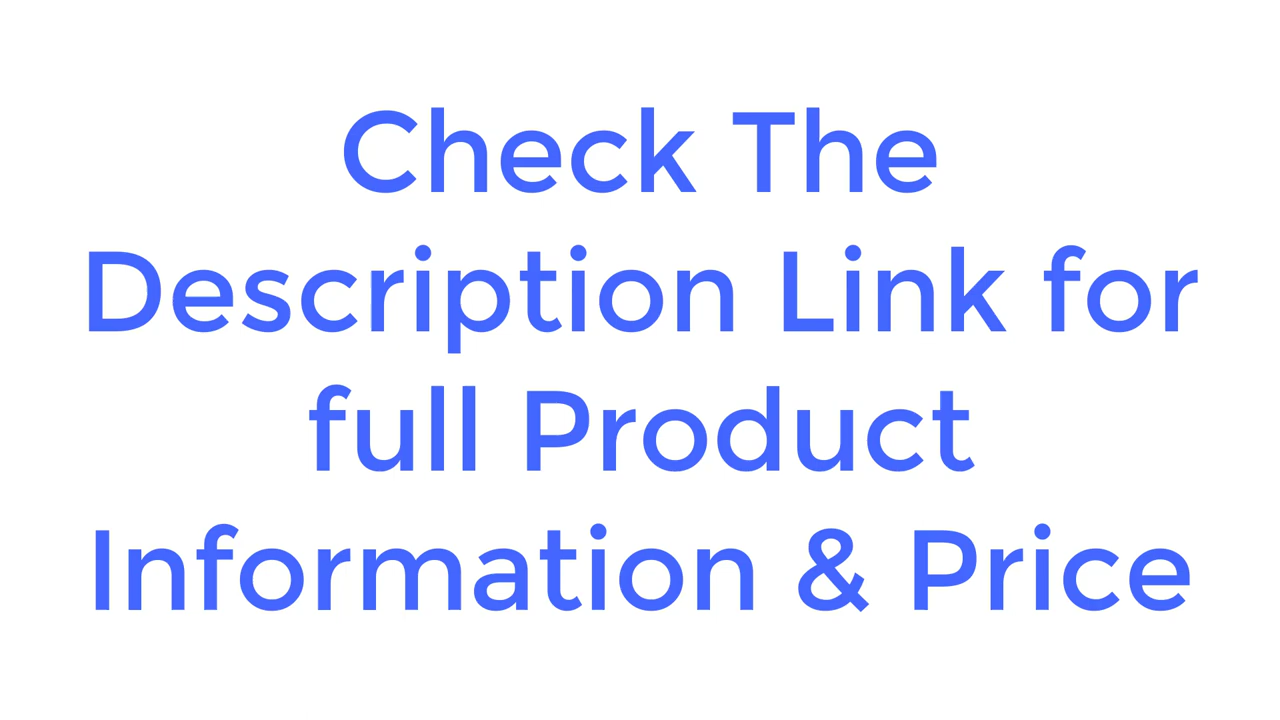 Check The
Description Link for
full Product
Information & Price